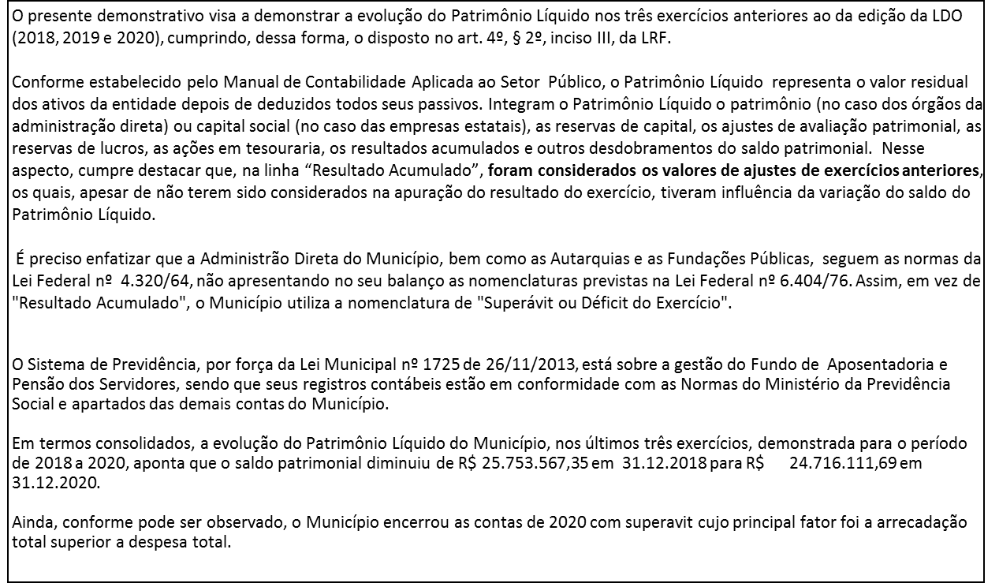 O presente demonstrativo visa a demonstrar a evolução do Patrimônio Líquido nos três exercícios anteriores ao da edição da LDO
(2018, 2019 e 2020), cumprindo, dessa forma, o disposto no art. 4º, § 2º, inciso III, da LRF.
Conforme estabelecido pelo Manual de Contabilidade Aplicada ao Setor Público, o Patrimônio Líquido representa o valor residual
dos ativos da entidade depois de deduzidos todos seus passivos. Integram o Patrimônio Líquido o patrimônio (no caso dos órgãos da
administração direta) ou capital social (no caso das empresas estatais), as reservas de capital, os ajustes de avaliação patrimonial, as
reservas de lucros, as ações em tesouraria, os resultados acumulados e outros desdobramentos do saldo patrimonial. Nesse
aspecto, cumpre destacar que, na linha “Resultado Acumulado”, foram considerados os valores de ajustes de exercícios anteriores,
os quais, apesar de não terem sido considerados na apuração do resultado do exercício, tiveram influência da variação do saldo do
Patrimônio Líquido.
É preciso enfatizar que a Administrão Direta do Município, bem como as Autarquias e as Fundações Públicas, seguem as normas da
Lei Federal nº 4.320/64, não apresentando no seu balanço as nomenclaturas previstas na Lei Federal nº 6.404/76. Assim, em vez de
"Resultado Acumulado", o Município utiliza a nomenclatura de "Superávit ou Déficit do Exercício".
O Sistema de Previdência, por força da Lei Municipal nº 1725 de 26/11/2013, está sobre a gestão do Fundo de Aposentadoria e
Pensão dos Servidores, sendo que seus registros contábeis estão em conformidade com as Normas do Ministério da Previdência
Social e apartados das demais contas do Município.
Em termos consolidados, a evolução do Patrimônio Líquido do Município, nos últimos três exercícios, demonstrada para o período
de 2018 a 2020, aponta que o saldo patrimonial diminuiu de R$ 25.753.567,35 em 31.12.2018 para R$ 24.716.111,69 em
31.12.2020.
Ainda, conforme pode ser observado, o Município encerrou as contas de 2020 com superavit cujo principal fator foi a arrecadação
total superior a despesa total.